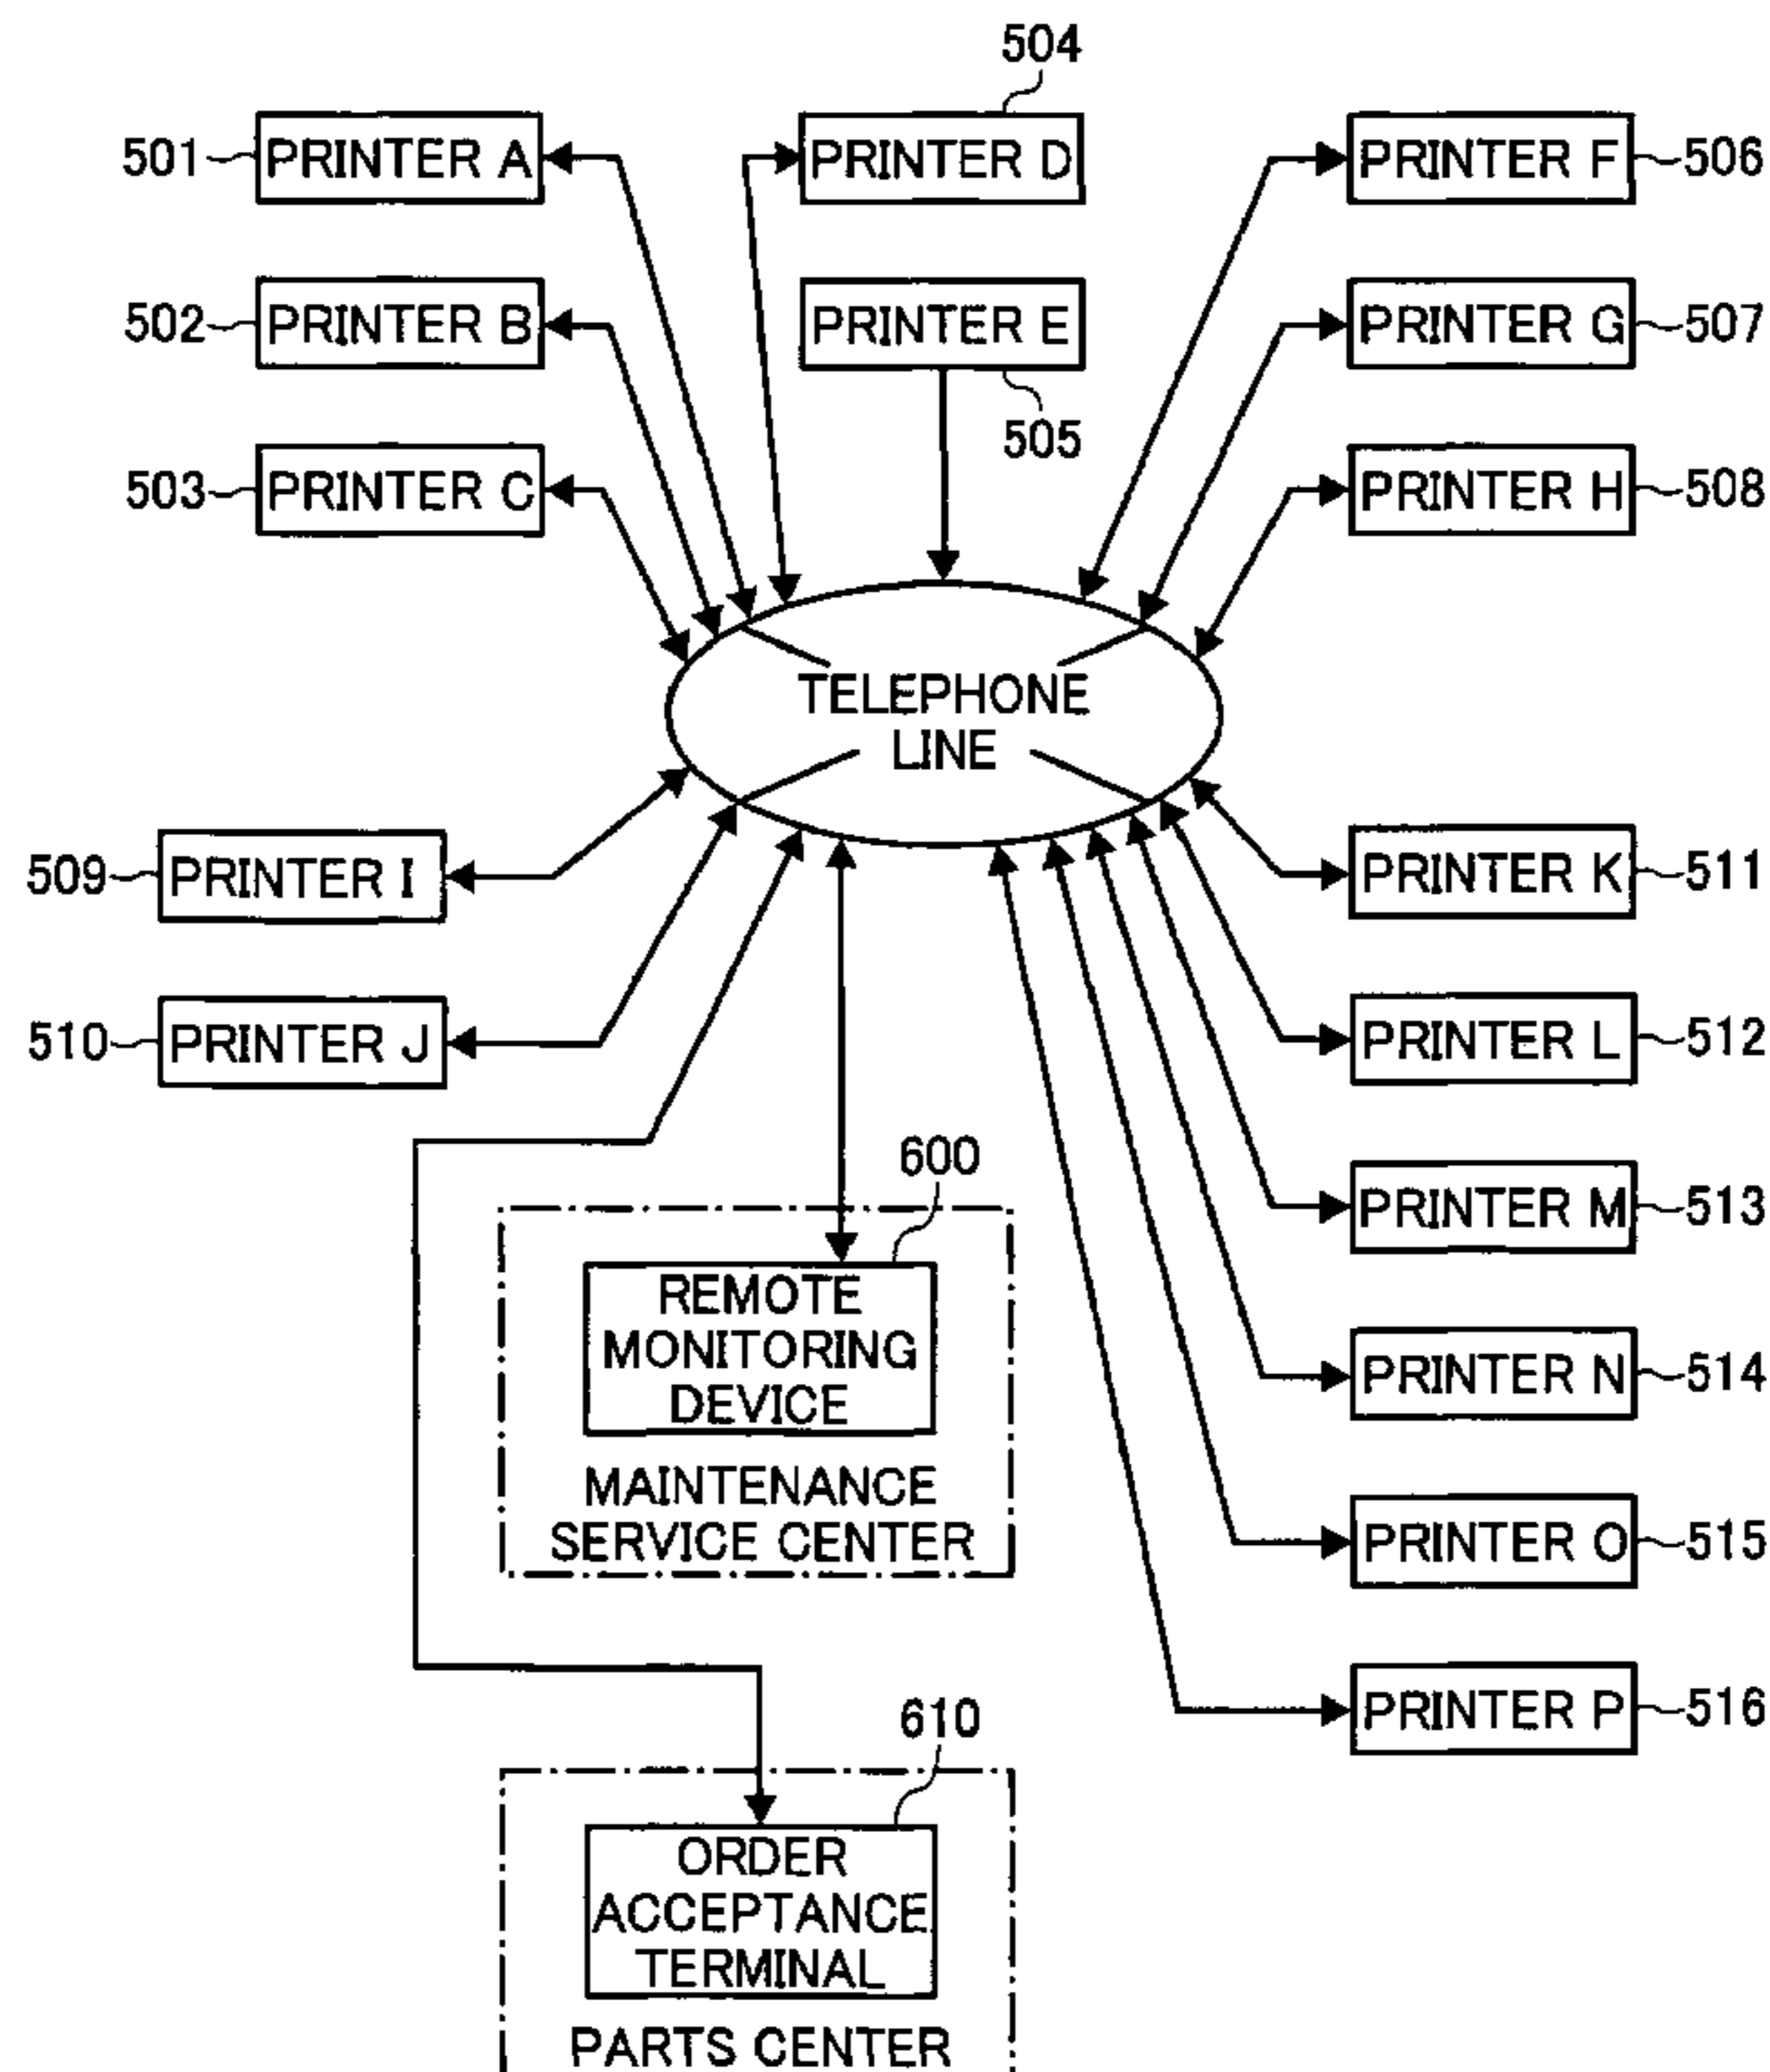 504
501 PRINTER A
PRINTER D
PRINTER F 506
502 PRINTER B
PRINTER E
PRINTER G 507
505
503 PRINTER C
PRINTER H 508
TELEPHONE
LINE
509 PRINTER I
PRINTER K 511
510 PRINTER J
PRINTER L 512
600
REMOTE
MONITORING
DEVICE
MAINTENANCE
SERVICE CENTER
PRINTER M 513
PRINTER N 514
PRINTER O 515
PRINTER P 516
610
ORDER
ACCEPTANCE
TERMINAL
PARTS CENTER